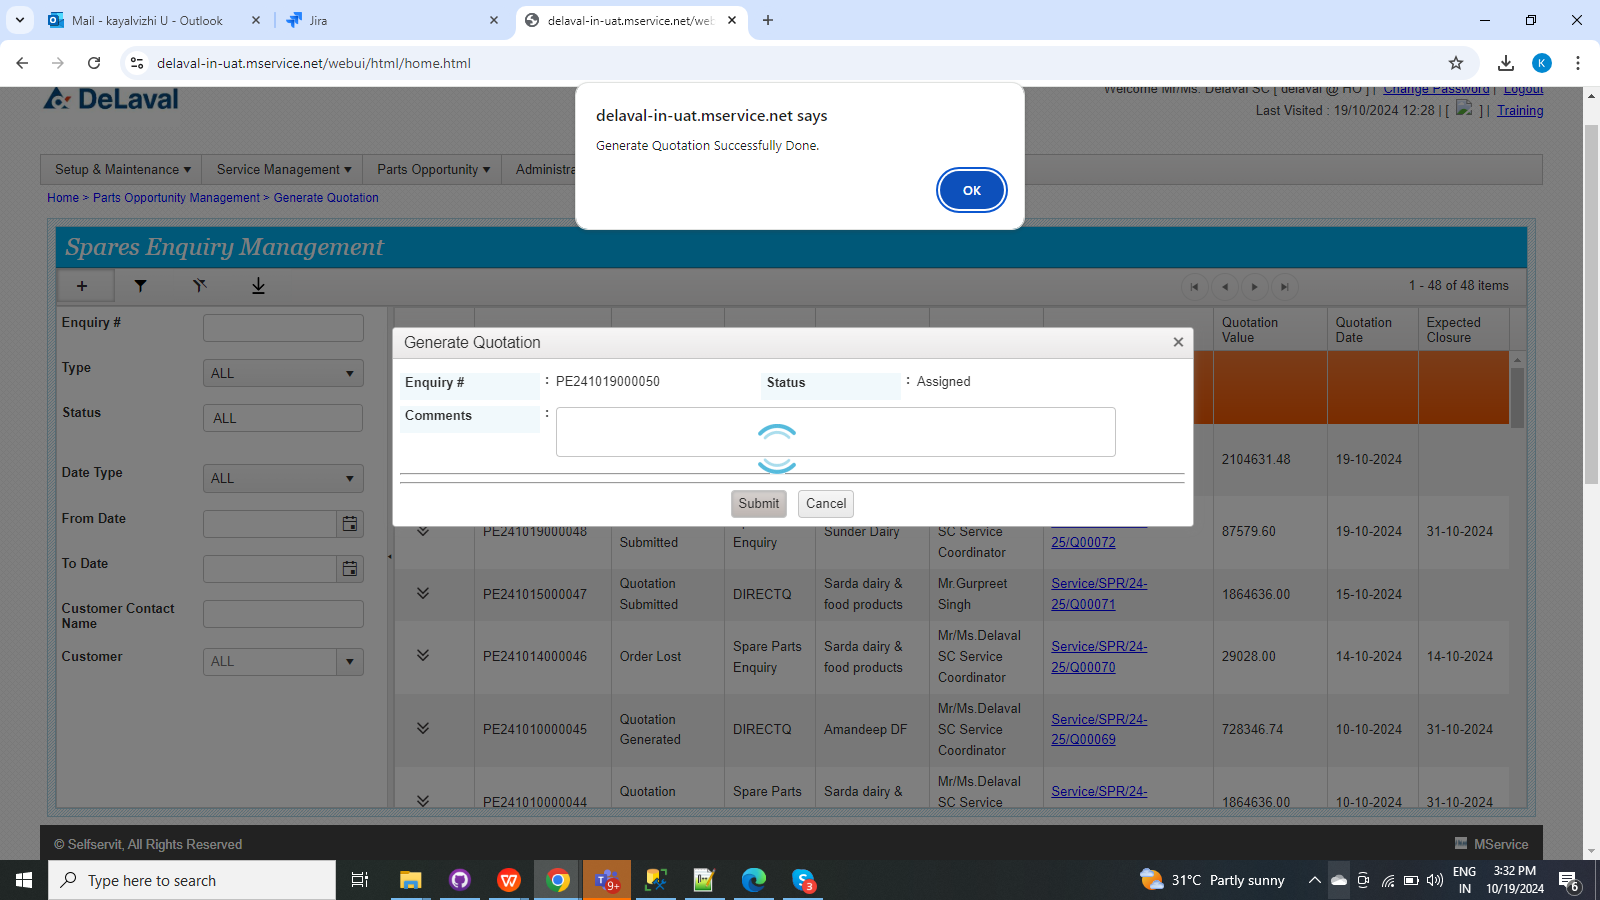 Mail - kayalvizhi U - Outlook
Jira
delaval-in-uat.mservice.net/web
delaval-in-uat.mservice.net/webui/html/home.html
K
DeLaval
Welcome Mr/Ms. Delaval SC [ delaval @ HO ] | Change Password | Logout
Last Visited : 19/10/2024 12:28 | [ ] | Training
delaval-in-uat.mservice.net says
Generate Quotation Successfully Done.
OK
Setup & Maintenance
Service Management
Parts Opportunity
Administra
Home > Parts Opportunity Management > Generate Quotation
Spares Enquiry Management
1 - 48 of 48 items
Enquiry #
Type
ALL
Status
ALL
Date Type
ALL
From Date
To Date
Customer Contact
Name
Customer
ALL
Quotation
Value
Quotation
Date
Expected
Closure
Generate Quotation
Enquiry # : PE241019000050
Status : Assigned
Comments :
Submit
Cancel
2104631.48
19-10-2024
PE241019000048
Submitted
Enquiry
Sunder Dairy
SC Service
Coordinator
25/Q00072
87579.60
19-10-2024
31-10-2024
PE241015000047
Quotation
Submitted
DIRECTQ
Sarda dairy &
food products
Mr.Gurpreet
Singh
Service/SPR/24-
25/Q00071
1864636.00
15-10-2024
PE241014000046
Order Lost
Spare Parts
Enquiry
Sarda dairy &
food products
Mr/Ms.Delaval
SC Service
Coordinator
Service/SPR/24-
25/Q00070
29028.00
14-10-2024
14-10-2024
PE241010000045
Quotation
Generated
DIRECTQ
Amandeep DF
Mr/Ms.Delaval
SC Service
Coordinator
Service/SPR/24-
25/Q00069
728346.74
10-10-2024
31-10-2024
PE241010000044
Quotation
Spare Parts
Sarda dairy &
Mr/Ms.Delaval
SC Service
Service/SPR/24-
1864636.00
10-10-2024
31-10-2024
© Selfservit, All Rights Reserved
MService
Type here to search
9+
3
31°C Partly sunny
ENG
IN
3:32 PM
10/19/2024
6